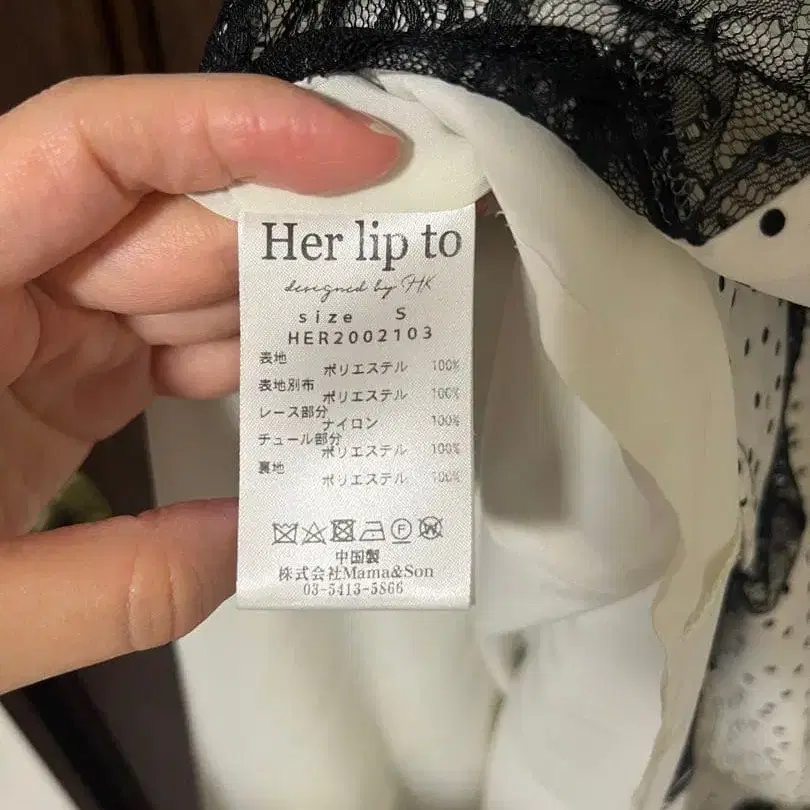 Her lip to
designed by HK
size S
HER2002103
表地
ポリエステル 100%
表地別布
ポリエステル 100%
レース部分
ナイロン 100%
チュール部分
ポリエステル 100%
裏地
ポリエステル 100%
F W
中国製
株式会社Mama&Son
03-5413-5866